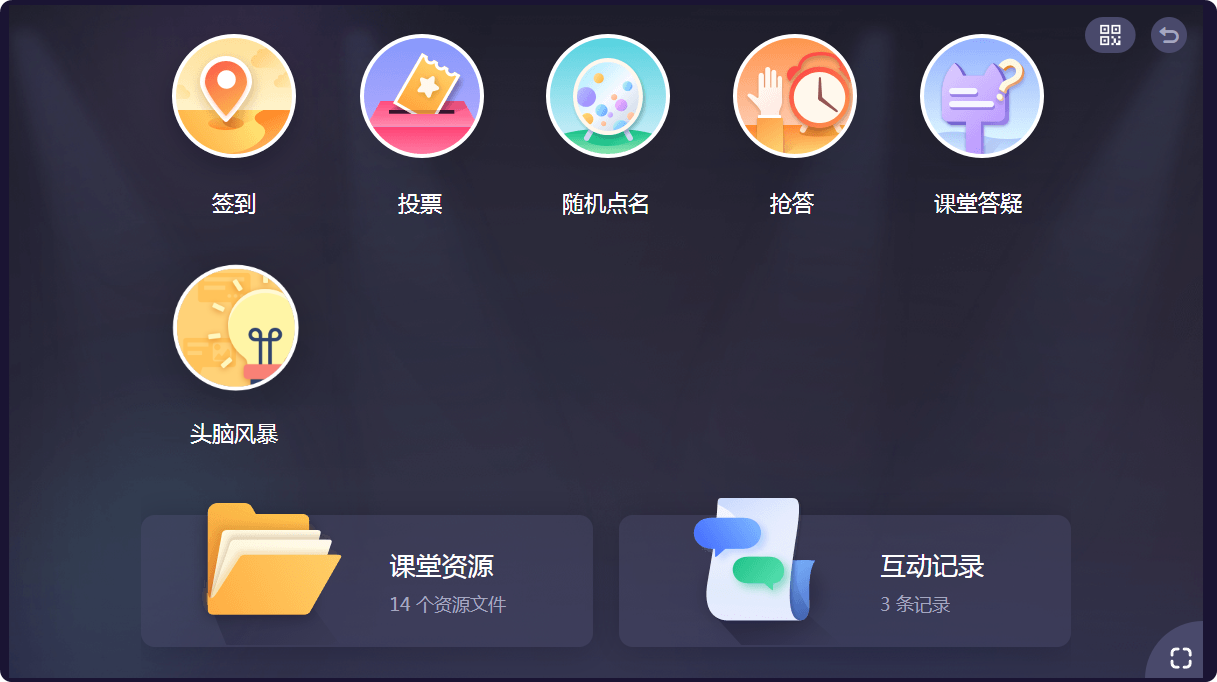 签到
投票
随机点名
抢答
课堂答疑
头脑风暴
课堂资源
14 个资源文件
互动记录
3 条记录